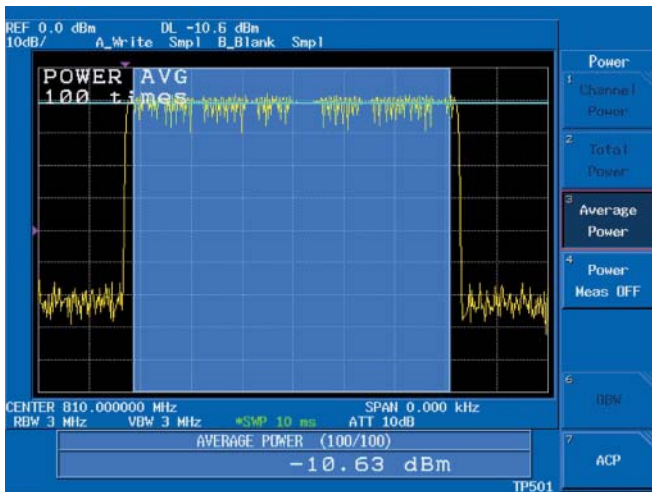 REF 0.0 dBm DL -10.6 dBm
10dB/ A_Write Smpl B_Blank Smpl
POWER AVG
100 times
CENTER 810.000000 MHz SPAN 0.000 kHz
RBW 3 MHz VBW 3 MHz *SWP 10 ms ATT 10dB
AVERAGE POWER (100/100)
-10.63 dBm
TP501
Power
1
Channel
Power
2
Total
Power
3
Average
Power
4
Power
Meas OFF
6
OBW
7
ACP